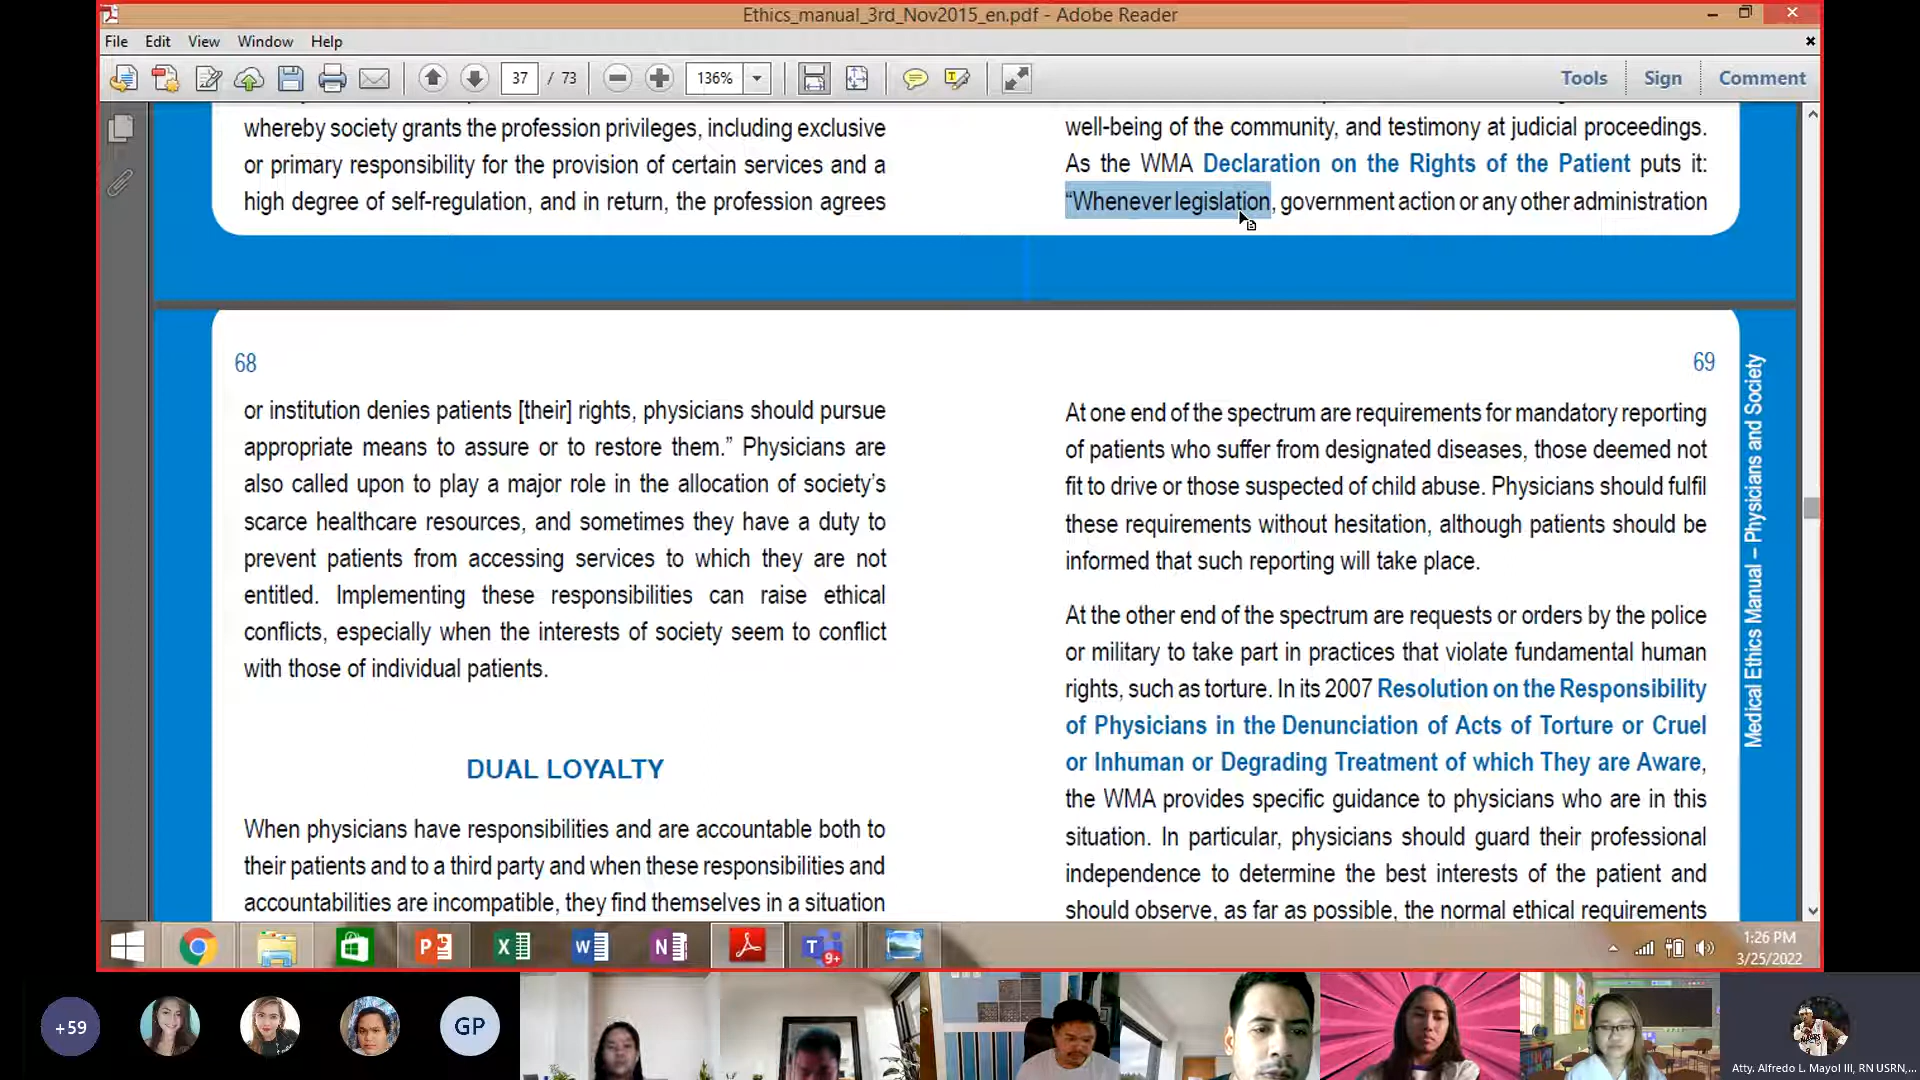 Ethics_manual_3rd_Nov2015_en.pdf - Adobe Reader
File Edit View Window Help
37 / 73 136% Tools Sign Comment
whereby society grants the profession privileges, including exclusive
or primary responsibility for the provision of certain services and a
high degree of self-regulation, and in return, the profession agrees
well-being of the community, and testimony at judicial proceedings.
As the WMA Declaration on the Rights of the Patient puts it:
“Whenever legislation, government action or any other administration
68
or institution denies patients [their] rights, physicians should pursue
appropriate means to assure or to restore them.” Physicians are
also called upon to play a major role in the allocation of society’s
scarce healthcare resources, and sometimes they have a duty to
prevent patients from accessing services to which they are not
entitled. Implementing these responsibilities can raise ethical
conflicts, especially when the interests of society seem to conflict
with those of individual patients.
DUAL LOYALTY
When physicians have responsibilities and are accountable both to
their patients and to a third party and when these responsibilities and
accountabilities are incompatible, they find themselves in a situation
69
At one end of the spectrum are requirements for mandatory reporting
of patients who suffer from designated diseases, those deemed not
fit to drive or those suspected of child abuse. Physicians should fulfil
these requirements without hesitation, although patients should be
informed that such reporting will take place.
At the other end of the spectrum are requests or orders by the police
or military to take part in practices that violate fundamental human
rights, such as torture. In its 2007 Resolution on the Responsibility
of Physicians in the Denunciation of Acts of Torture or Cruel
or Inhuman or Degrading Treatment of which They are Aware,
the WMA provides specific guidance to physicians who are in this
situation. In particular, physicians should guard their professional
independence to determine the best interests of the patient and
should observe, as far as possible, the normal ethical requirements
Medical Ethics Manual – Physicians and Society
9+
1:26 PM
3/25/2022
+59
GP
Atty. Alfredo L. Mayol III, RN USRN,...